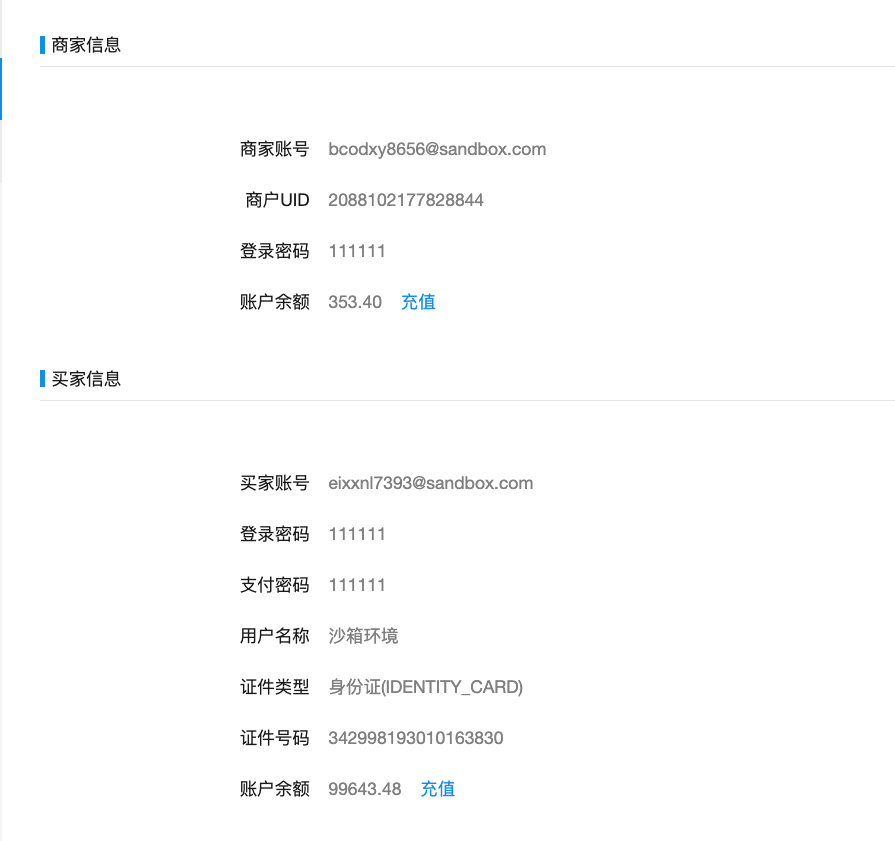 商家信息
商家账号 bcodxy8656@sandbox.com
商户UID 2088102177828844
登录密码 111111
账户余额 353.40 充值
买家信息
买家账号 eixxnl7393@sandbox.com
登录密码 111111
支付密码 111111
用户名称 沙箱环境
证件类型 身份证(IDENTITY_CARD)
证件号码 342998193010163830
账户余额 99643.48 充值